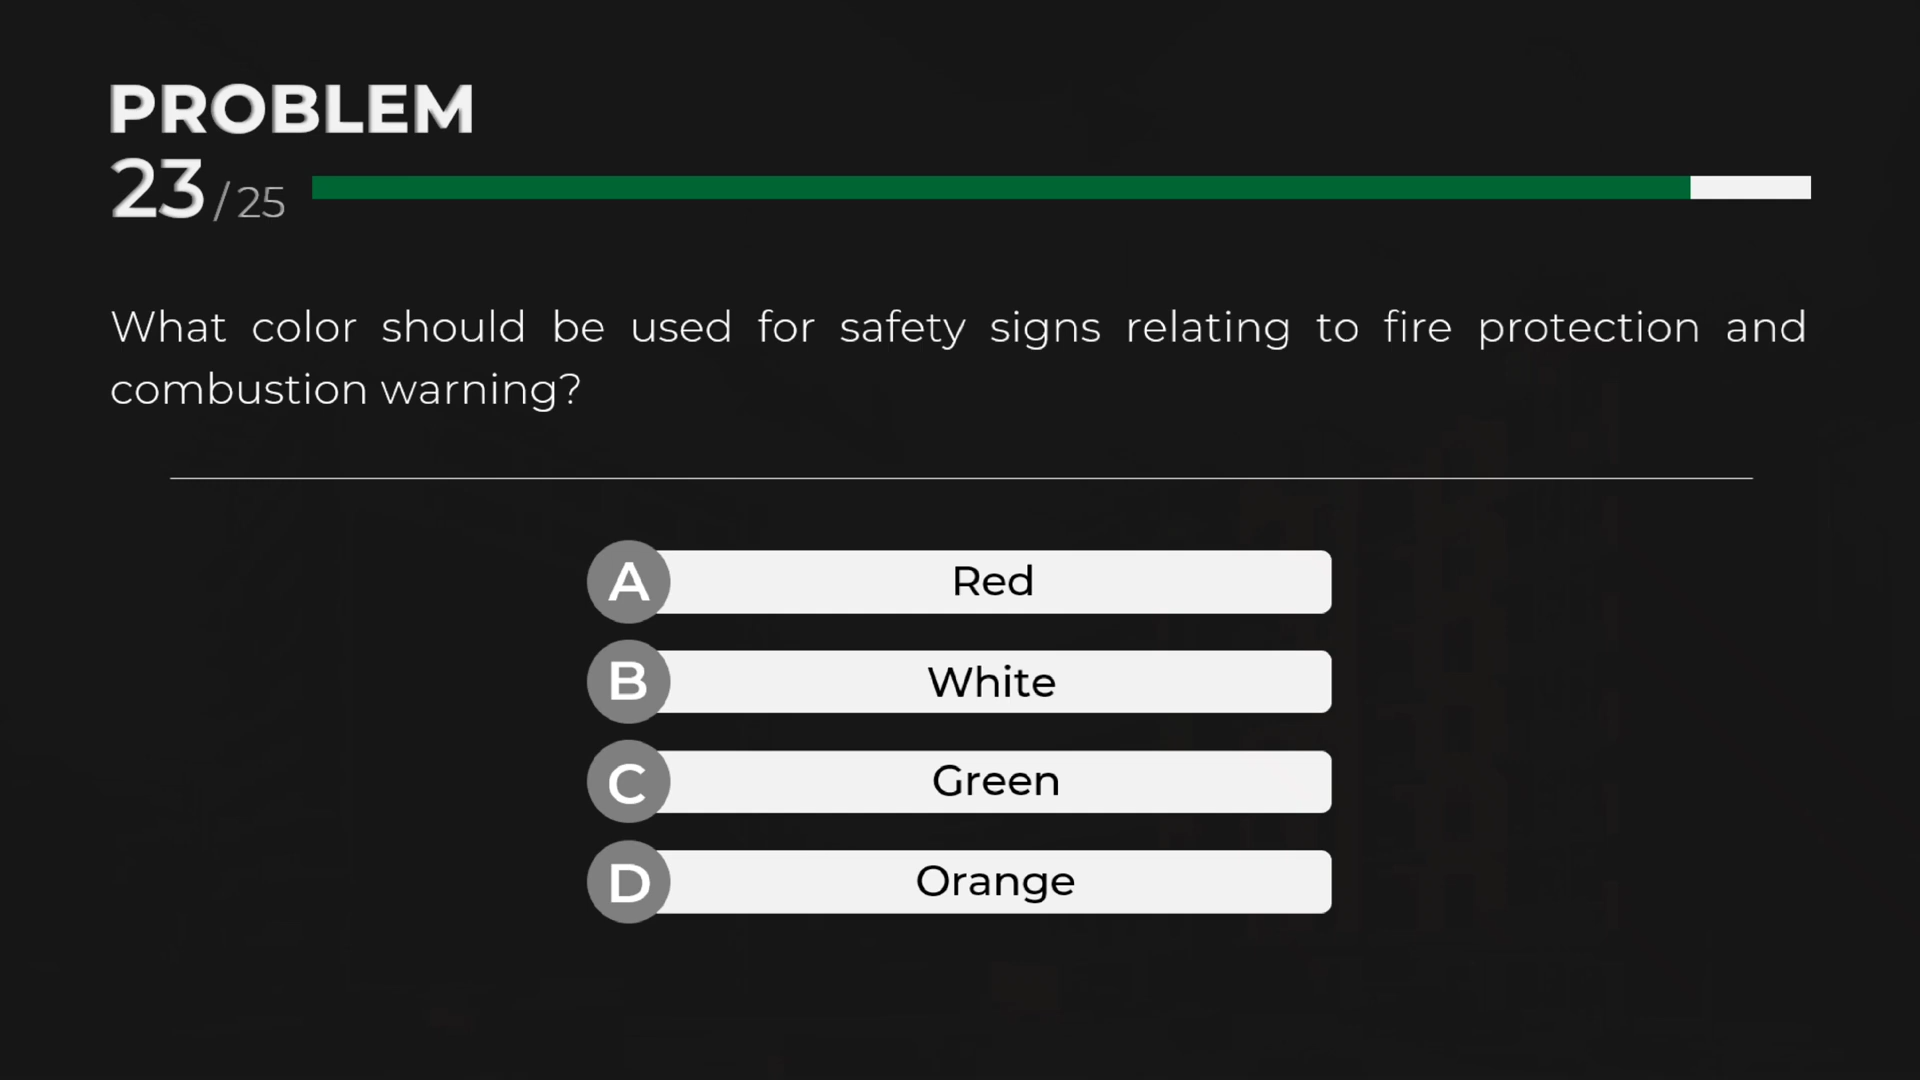 PROBLEM
23/25
What color should be used for safety signs relating to fire protection and
combustion warning?
A Red
B White
C Green
D Orange